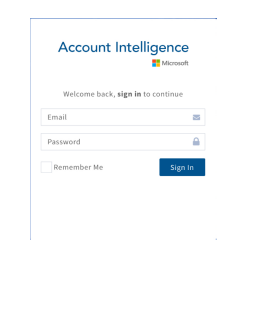 Account Intelligence
Microsoft
Welcome back, sign in to continue
Email
Password
Remember Me
Sign In